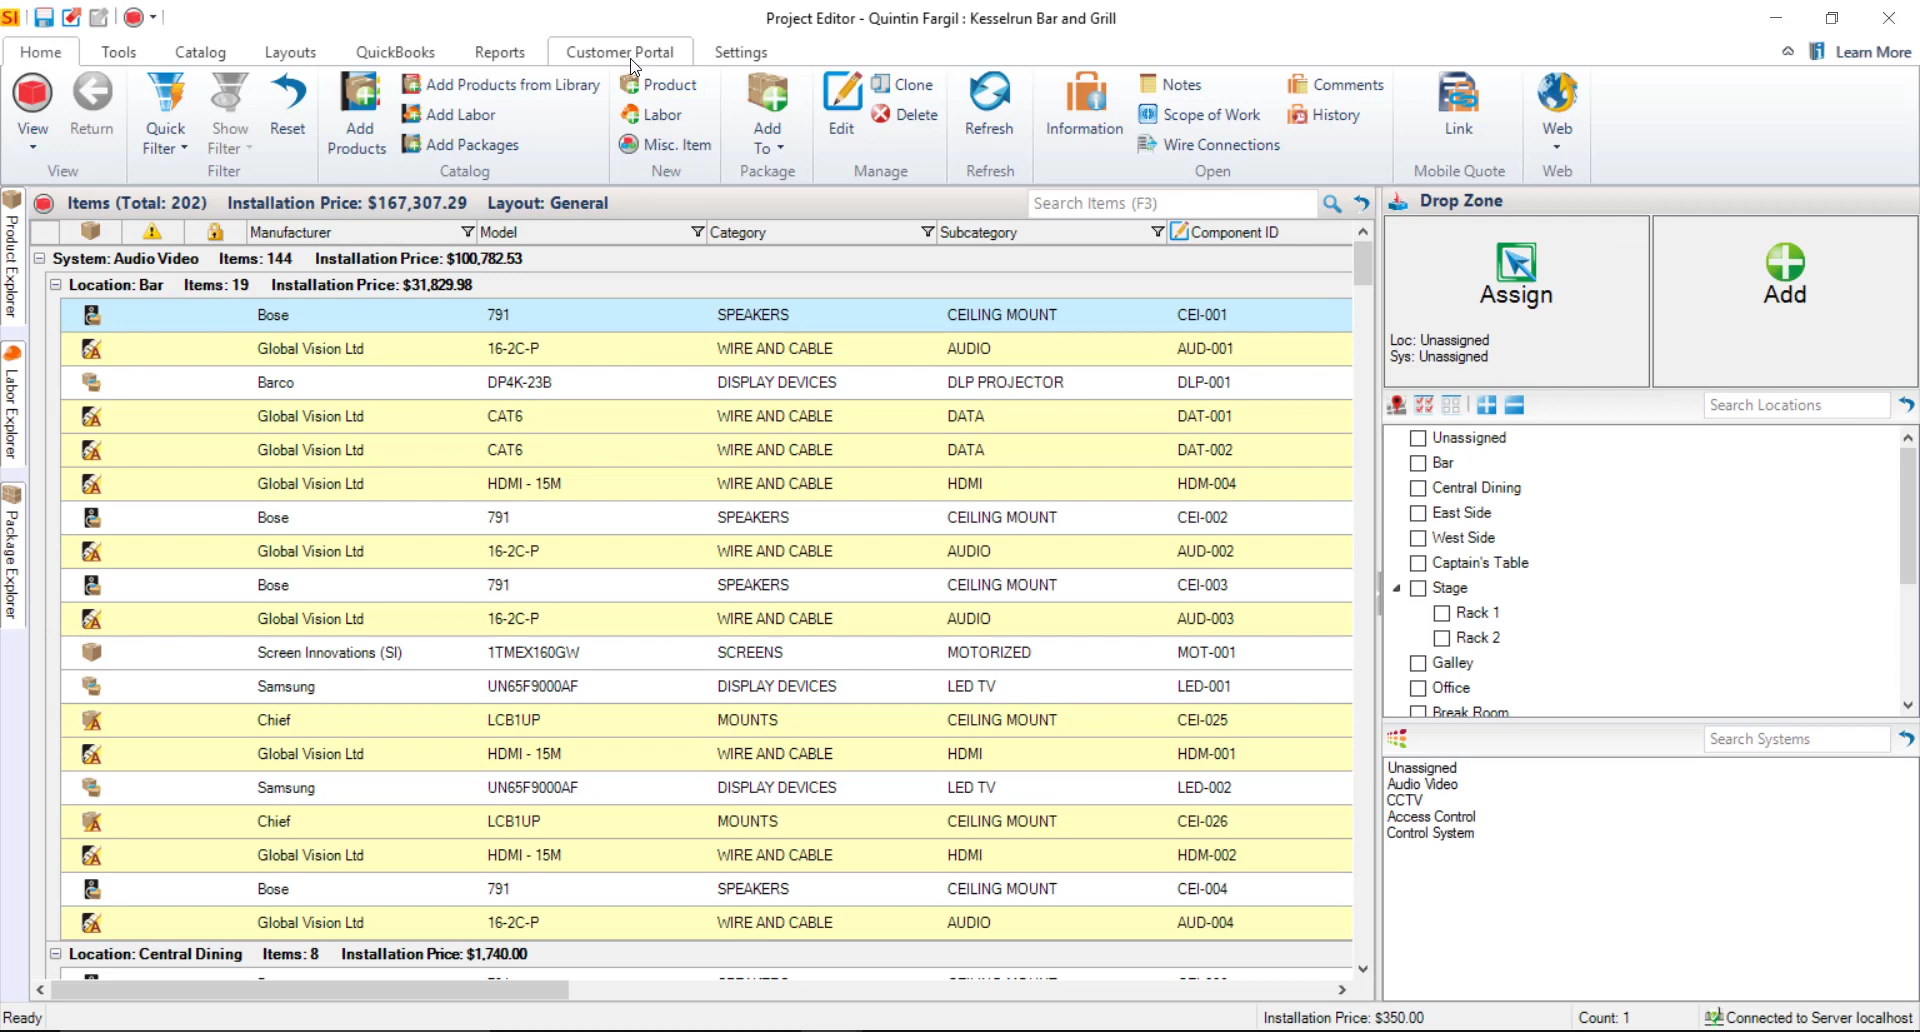 SI
Project Editor - Quintin Fargil : Kesselrun Bar and Grill
Home Tools Catalog Layouts QuickBooks Reports Customer Portal Settings Learn More
View Return Quick Filter Show Filter Reset Add Products Add Products from Library Add Labor Add Packages Product Labor Misc. Item Add To Edit Clone Delete Refresh Information Notes Scope of Work Wire Connections Comments History Link Web
View Filter Catalog New Package Manage Refresh Open Mobile Quote Web
Product Explorer
Labor Explorer
Package Explorer
Items (Total: 202) Installation Price: $167,307.29 Layout: General Search Items (F3)
Manufacturer Model Category Subcategory Component ID
System: Audio Video Items: 144 Installation Price: $100,782.53
Location: Bar Items: 19 Installation Price: $31,829.98
Bose 791 SPEAKERS CEILING MOUNT CEI-001
Global Vision Ltd 16-2C-P WIRE AND CABLE AUDIO AUD-001
Barco DP4K-23B DISPLAY DEVICES DLP PROJECTOR DLP-001
Global Vision Ltd CAT6 WIRE AND CABLE DATA DAT-001
Global Vision Ltd CAT6 WIRE AND CABLE DATA DAT-002
Global Vision Ltd HDMI - 15M WIRE AND CABLE HDMI HDM-004
Bose 791 SPEAKERS CEILING MOUNT CEI-002
Global Vision Ltd 16-2C-P WIRE AND CABLE AUDIO AUD-002
Bose 791 SPEAKERS CEILING MOUNT CEI-003
Global Vision Ltd 16-2C-P WIRE AND CABLE AUDIO AUD-003
Screen Innovations (SI) 1TMEX160GW SCREENS MOTORIZED MOT-001
Samsung UN65F9000AF DISPLAY DEVICES LED TV LED-001
Chief LCB1UP MOUNTS CEILING MOUNT CEI-025
Global Vision Ltd HDMI - 15M WIRE AND CABLE HDMI HDM-001
Samsung UN65F9000AF DISPLAY DEVICES LED TV LED-002
Chief LCB1UP MOUNTS CEILING MOUNT CEI-026
Global Vision Ltd HDMI - 15M WIRE AND CABLE HDMI HDM-002
Bose 791 SPEAKERS CEILING MOUNT CEI-004
Global Vision Ltd 16-2C-P WIRE AND CABLE AUDIO AUD-004
Location: Central Dining Items: 8 Installation Price: $1,740.00
Drop Zone
Assign
Loc: Unassigned
Sys: Unassigned
Add
Search Locations
Unassigned
Bar
Central Dining
East Side
West Side
Captain's Table
Stage
Rack 1
Rack 2
Galley
Office
Break Room
Search Systems
Unassigned
Audio Video
CCTV
Access Control
Control System
Ready Installation Price: $350.00 Count: 1 Connected to Server localhost